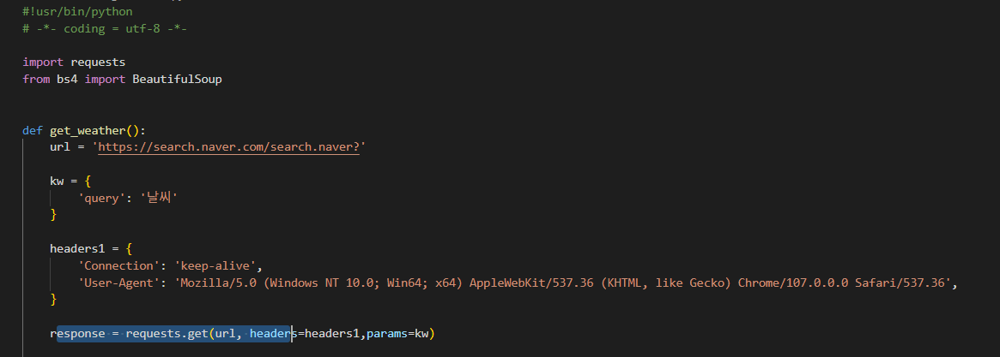 #!usr/bin/python
# -*- coding = utf-8 -*-
import requests
from bs4 import BeautifulSoup
def get_weather():
url = 'https://search.naver.com/search.naver?'
kw = {
'query': '날씨'
}
headers1 = {
'Connection': 'keep-alive',
'User-Agent': 'Mozilla/5.0 (Windows NT 10.0; Win64; x64) AppleWebKit/537.36 (KHTML, like Gecko) Chrome/107.0.0.0 Safari/537.36',
}
response = requests.get(url, headers=headers1,params=kw)